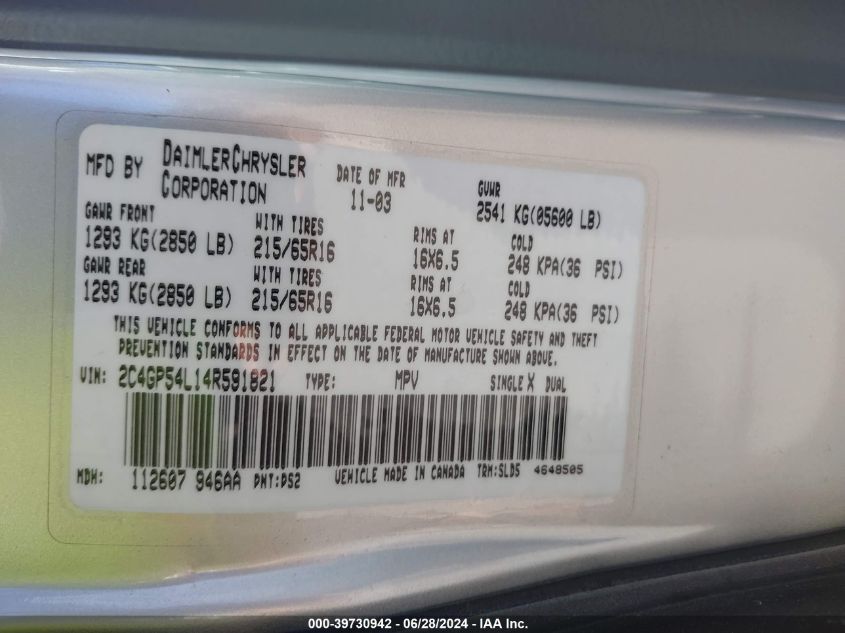 MFD BY DAIMLERCHRYSLER CORPORATION
DATE OF MFR 11-03
GVWR 2541 KG(05600 LB)
GAWR FRONT WITH TIRES RIMS AT COLD
1293 KG(2850 LB) 215/65R16 16X6.5 248 KPA(36 PSI)
GAWR REAR WITH TIRES RIMS AT COLD
1293 KG(2850 LB) 215/65R16 16X6.5 248 KPA(36 PSI)
THIS VEHICLE CONFORMS TO ALL APPLICABLE FEDERAL MOTOR VEHICLE SAFETY AND THEFT
PREVENTION STANDARDS IN EFFECT ON THE DATE OF MANUFACTURE SHOWN ABOVE.
VIN: 2C4GP54L14R591821 TYPE: MPV SINGLE X DUAL
MDH: 112607 946AA PNT:PS2 VEHICLE MADE IN CANADA TRM:SLD5 4648505
000-39730942 / 06/28/2024 / IAA Inc.